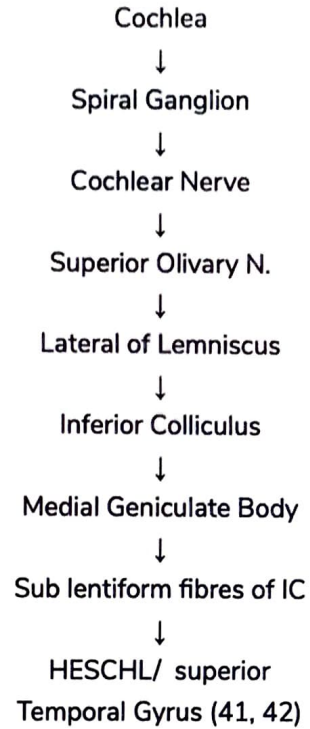 Cochlea
↓
Spiral Ganglion
↓
Cochlear Nerve
↓
Superior Olivary N.
↓
Lateral of Lemniscus
↓
Inferior Colliculus
↓
Medial Geniculate Body
↓
Sub lentiform fibres of IC
↓
HESCHL/ superior
Temporal Gyrus (41, 42)